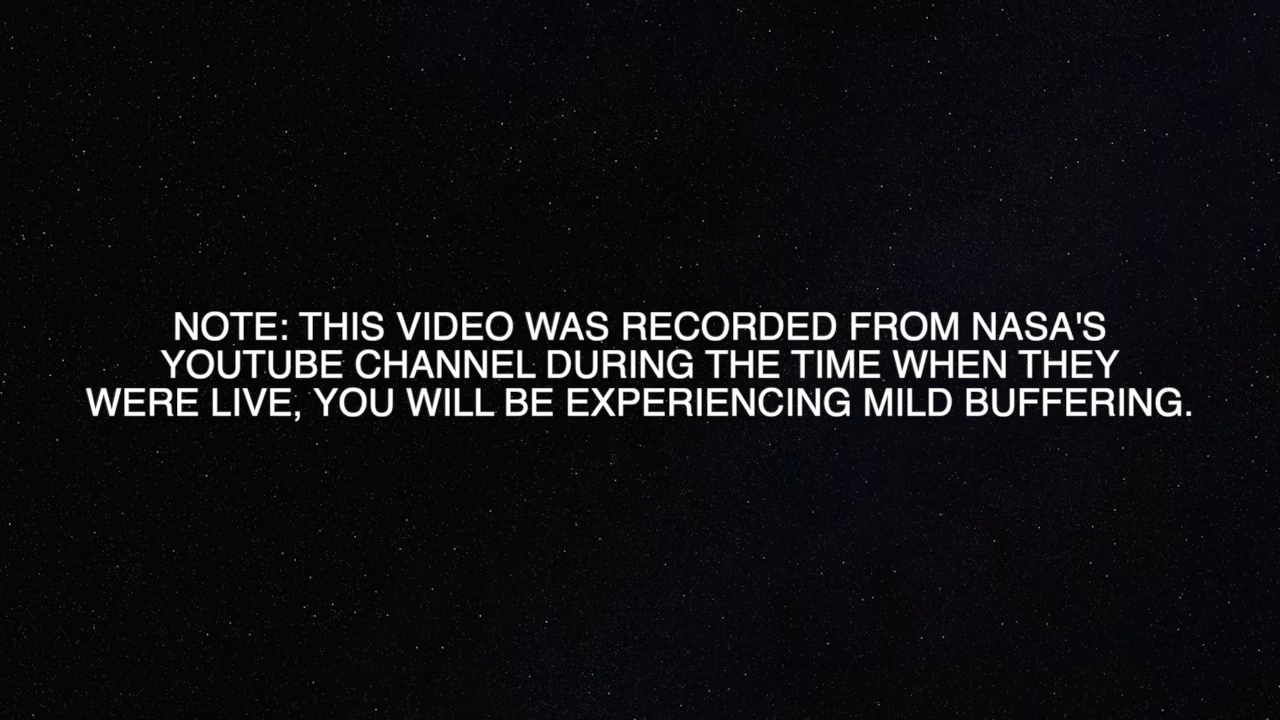 NOTE: THIS VIDEO WAS RECORDED FROM NASA'S
YOUTUBE CHANNEL DURING THE TIME WHEN THEY
WERE LIVE, YOU WILL BE EXPERIENCING MILD BUFFERING.